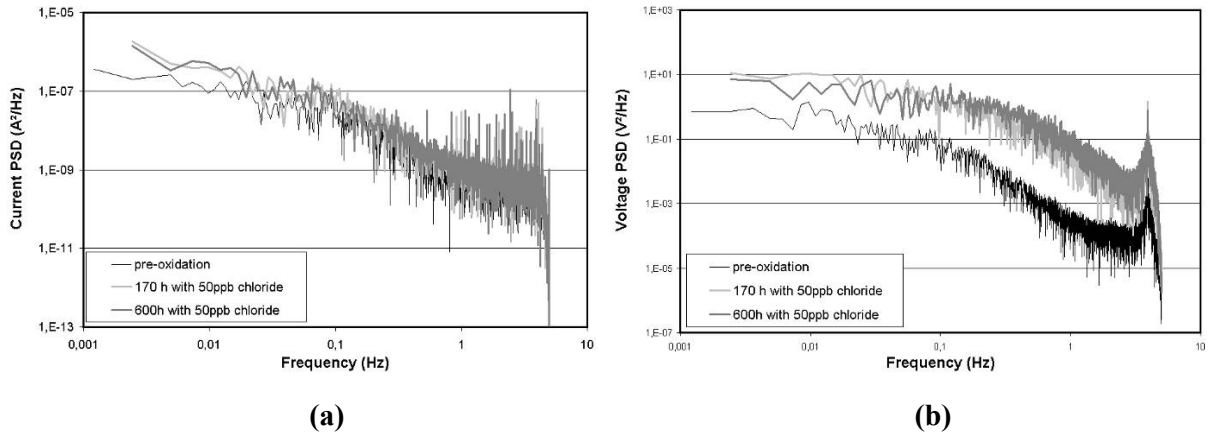 1,E-05
1,E-07
1,E-09
1,E-11
1,E-13
Current PSD (A²/Hz)
pre-oxidation
170 h with 50ppb chloride
600h with 50ppb chloride
0,001 0,01 0,1 1 10
Frequency (Hz)
(a)
1,E+03
1,E+01
1,E-01
1,E-03
1,E-05
1,E-07
Voltage PSD (V²/Hz)
pre-oxidation
170 h with 50ppb chloride
600h with 50ppb chloride
0,001 0,01 0,1 1 10
Frequency (Hz)
(b)